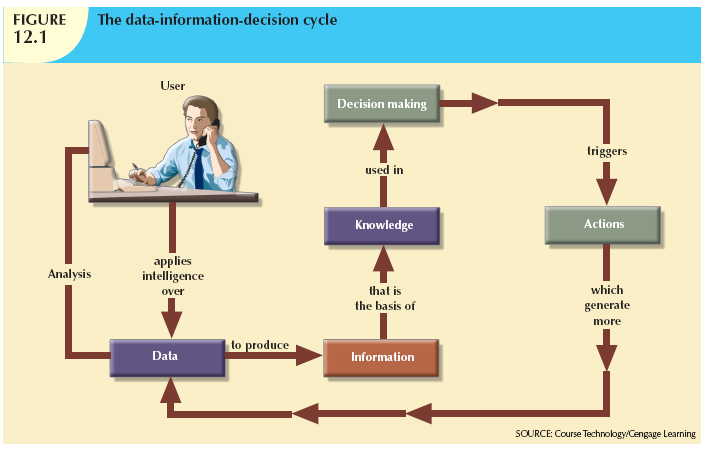 FIGURE
12.1
The data-information-decision cycle
User
Decision making
triggers
used in
Knowledge
Actions
Analysis
applies
intelligence
over
that is
the basis of
which
generate
more
Data
to produce
Information
SOURCE: Course Technology/Cengage Learning